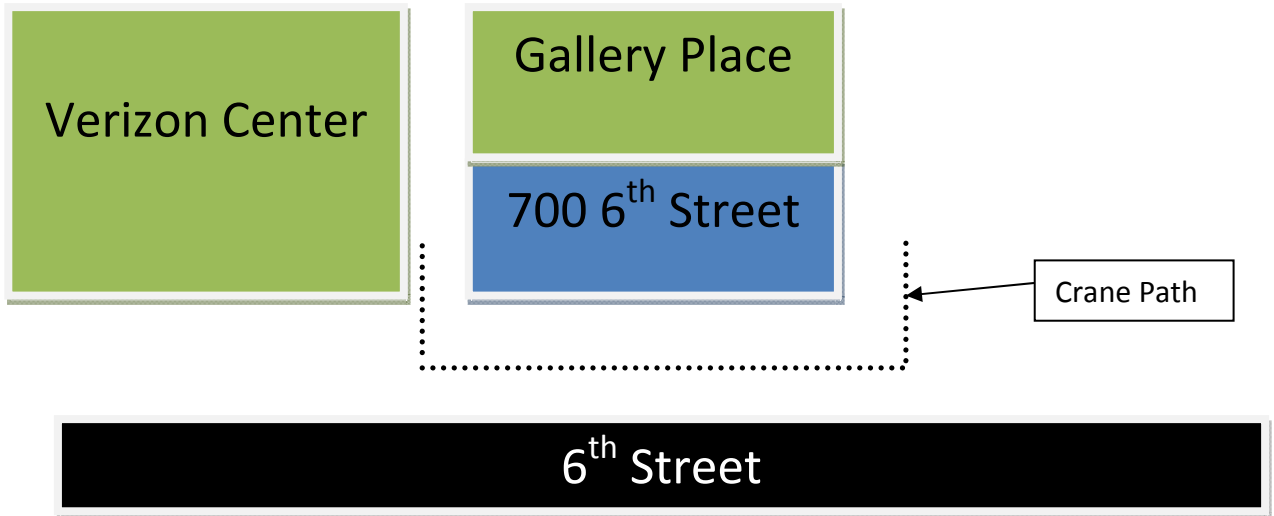 Verizon Center
Gallery Place
700 6th Street
Crane Path
6th Street